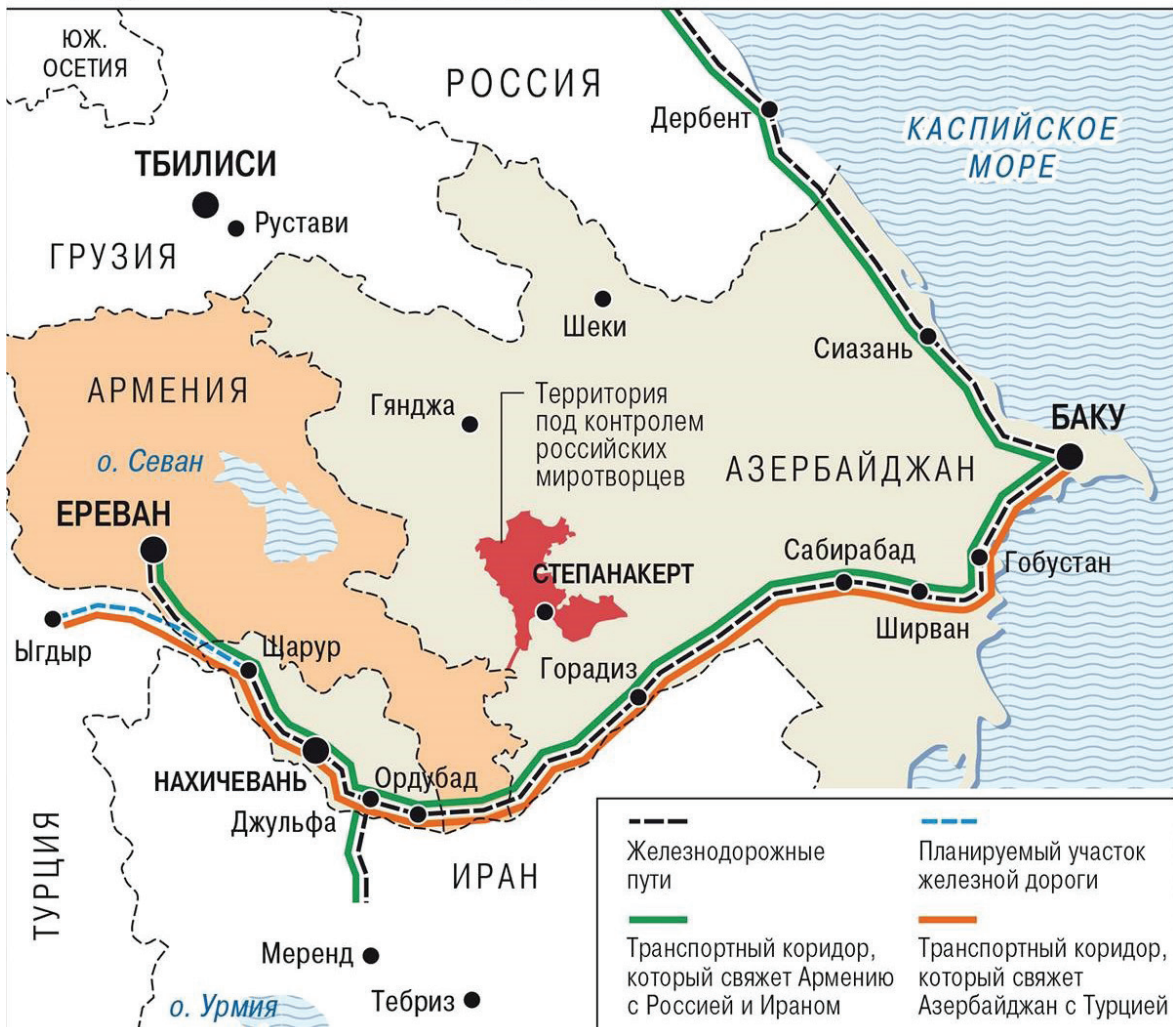 ЮЖ.
ОСЕТИЯ
РОССИЯ
Дербент
КАСПИЙСКОЕ
МОРЕ
ТБИЛИСИ
Рустави
ГРУЗИЯ
Шеки
Сиазань
АРМЕНИЯ
Гянджа
Территория
под контролем
российских
миротворцев
БАКУ
о. Севан
АЗЕРБАЙДЖАН
ЕРЕВАН
Сабирабад
Гобустан
СТЕПАНАКЕРТ
Ширван
Ыгдыр
Щарур
Горадиз
НАХИЧЕВАНЬ
Ордубад
Джульфа
ТУРЦИЯ
ИРАН
Меренд
Тебриз
о. Урмия
Железнодорожные
пути
Планируемый участок
железной дороги
Транспортный коридор,
который свяжет Армению
с Россией и Ираном
Транспортный коридор,
который свяжет
Азербайджан с Турцией